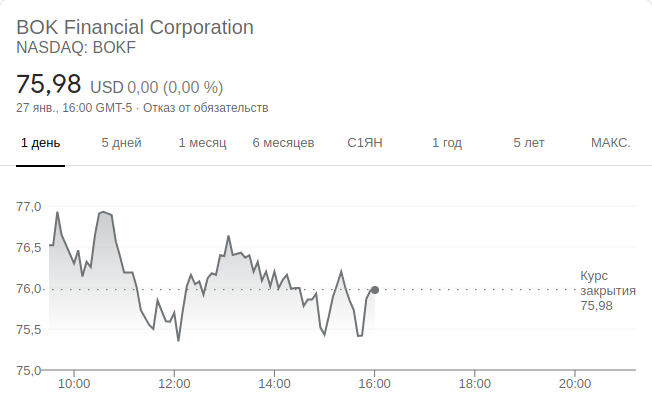 BOK Financial Corporation
NASDAQ: BOKF
75,98 USD 0,00 (0,00 %)
27 янв., 16:00 GMT-5 · Отказ от обязательств
1 день 5 дней 1 месяц 6 месяцев С1ЯН 1 год 5 лет МАКС.
77,0
76,5
76,0
75,5
75,0
Курс
закрытия
75,98
10:00 12:00 14:00 16:00 18:00 20:00